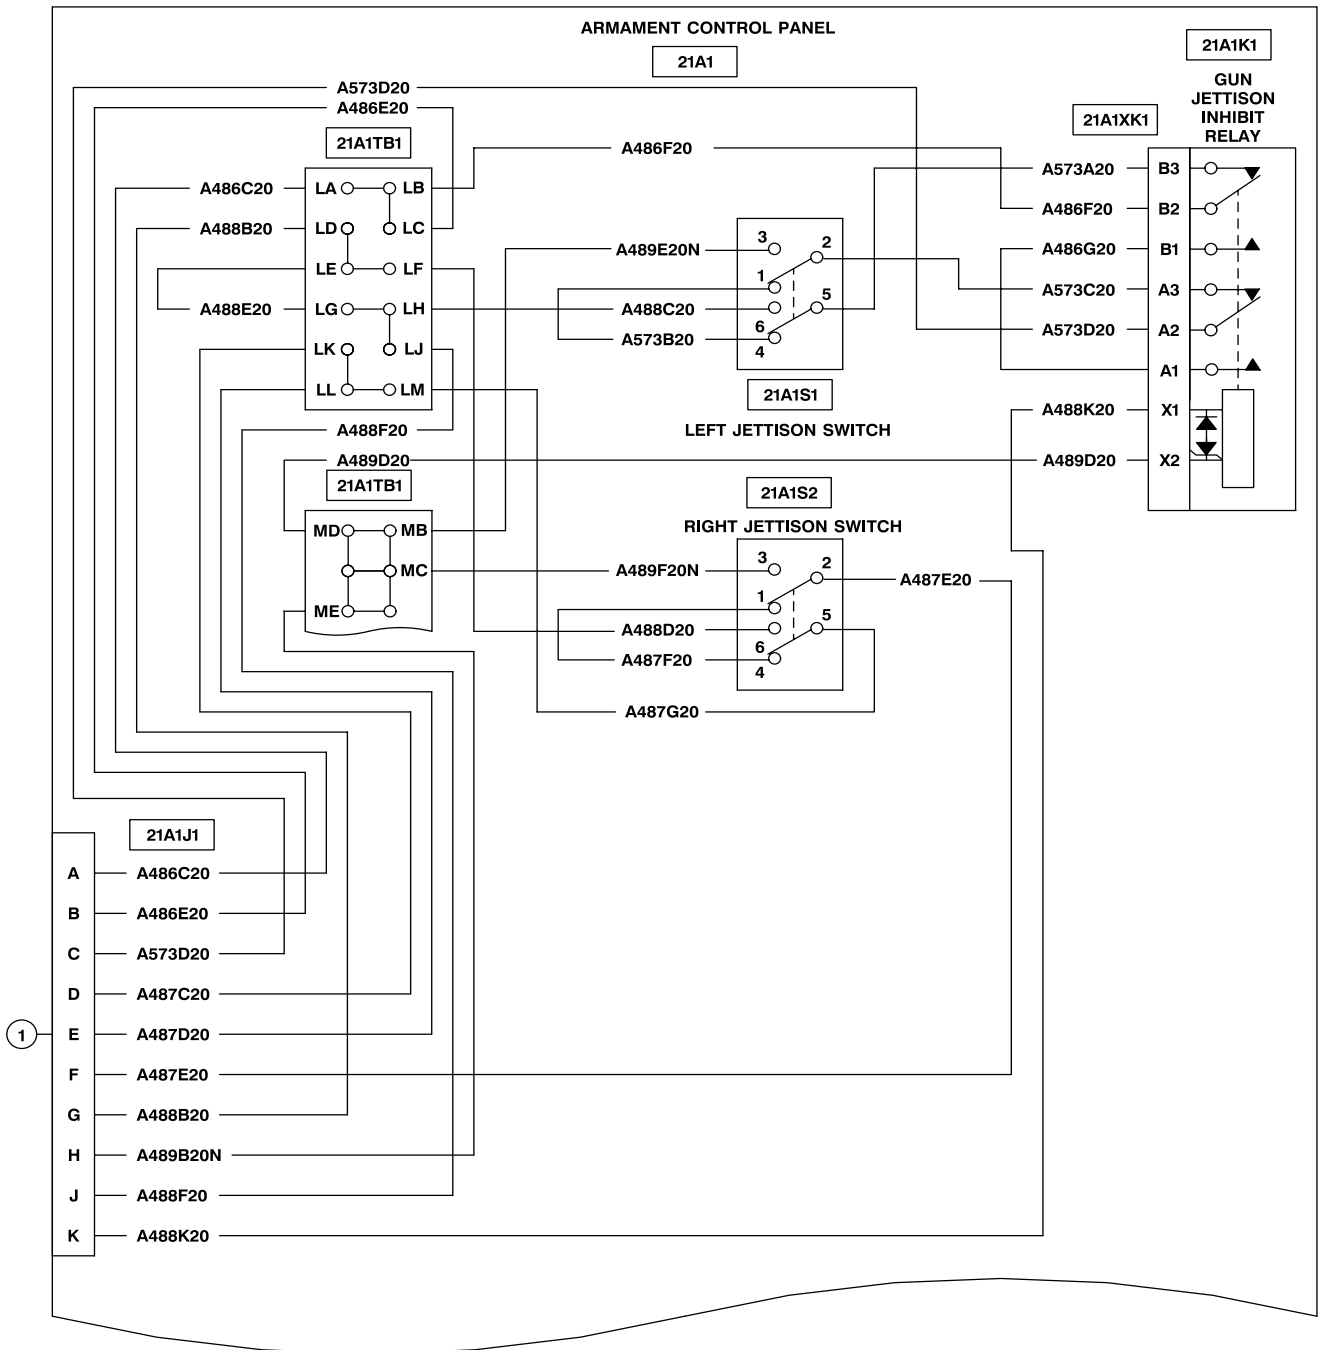 ARMAMENT CONTROL PANEL
21A1
21A1K1
GUN
JETTISON
INHIBIT
RELAY
A573D20
A486E20
21A1XK1
21A1TB1
A486F20
A573A20 B3
A486C20 LA LB
A486F20 B2
A488B20 LD LC
3 2
A489E20N
A486G20 B1
LE LF
1
A573C20 A3
5
A488E20 LG LH
A488C20
6
A573B20
4
A573D20 A2
LK LJ
A1
LL LM
21A1S1
A488K20 X1
A488F20
LEFT JETTISON SWITCH
A489D20
A489D20 X2
21A1TB1
21A1S2
RIGHT JETTISON SWITCH
MD MB
3 2
MC
A489F20N
A487E20
1
ME
5
A488D20
6
A487F20
4
A487G20
21A1J1
A A486C20
B A486E20
C A573D20
D A487C20
1 E A487D20
F A487E20
G A488B20
H A489B20N
J A488F20
K A488K20